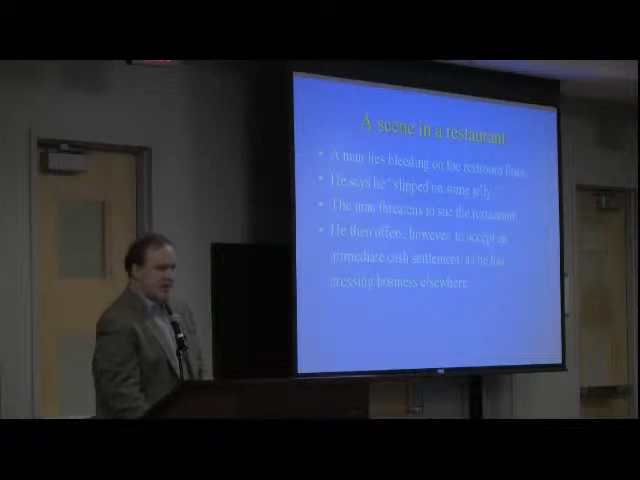 A scene in a restaurant
• A man lies bleeding on the restroom floor.
• He says he "slipped on some jelly."
• The man threatens to sue the restaurant
• He then offers, however, to accept an
immediate cash settlement, as he has
pressing business elsewhere.